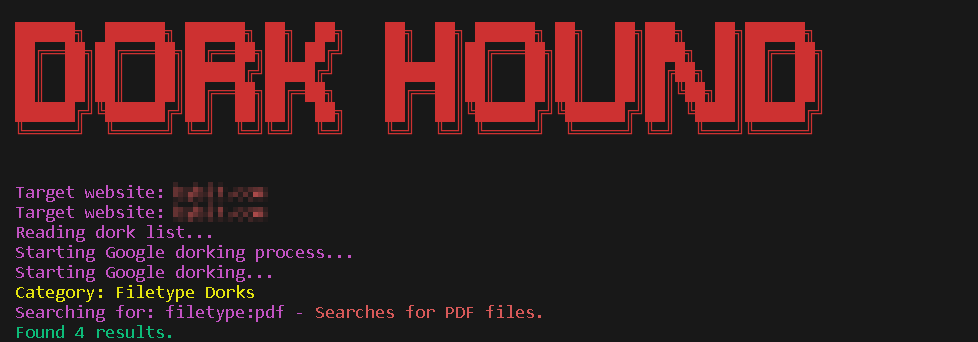 DORK HOUND
Target website:
Target website:
Reading dork list...
Starting Google dorking process...
Starting Google dorking...
Category: Filetype Dorks
Searching for: filetype:pdf - Searches for PDF files.
Found 4 results.